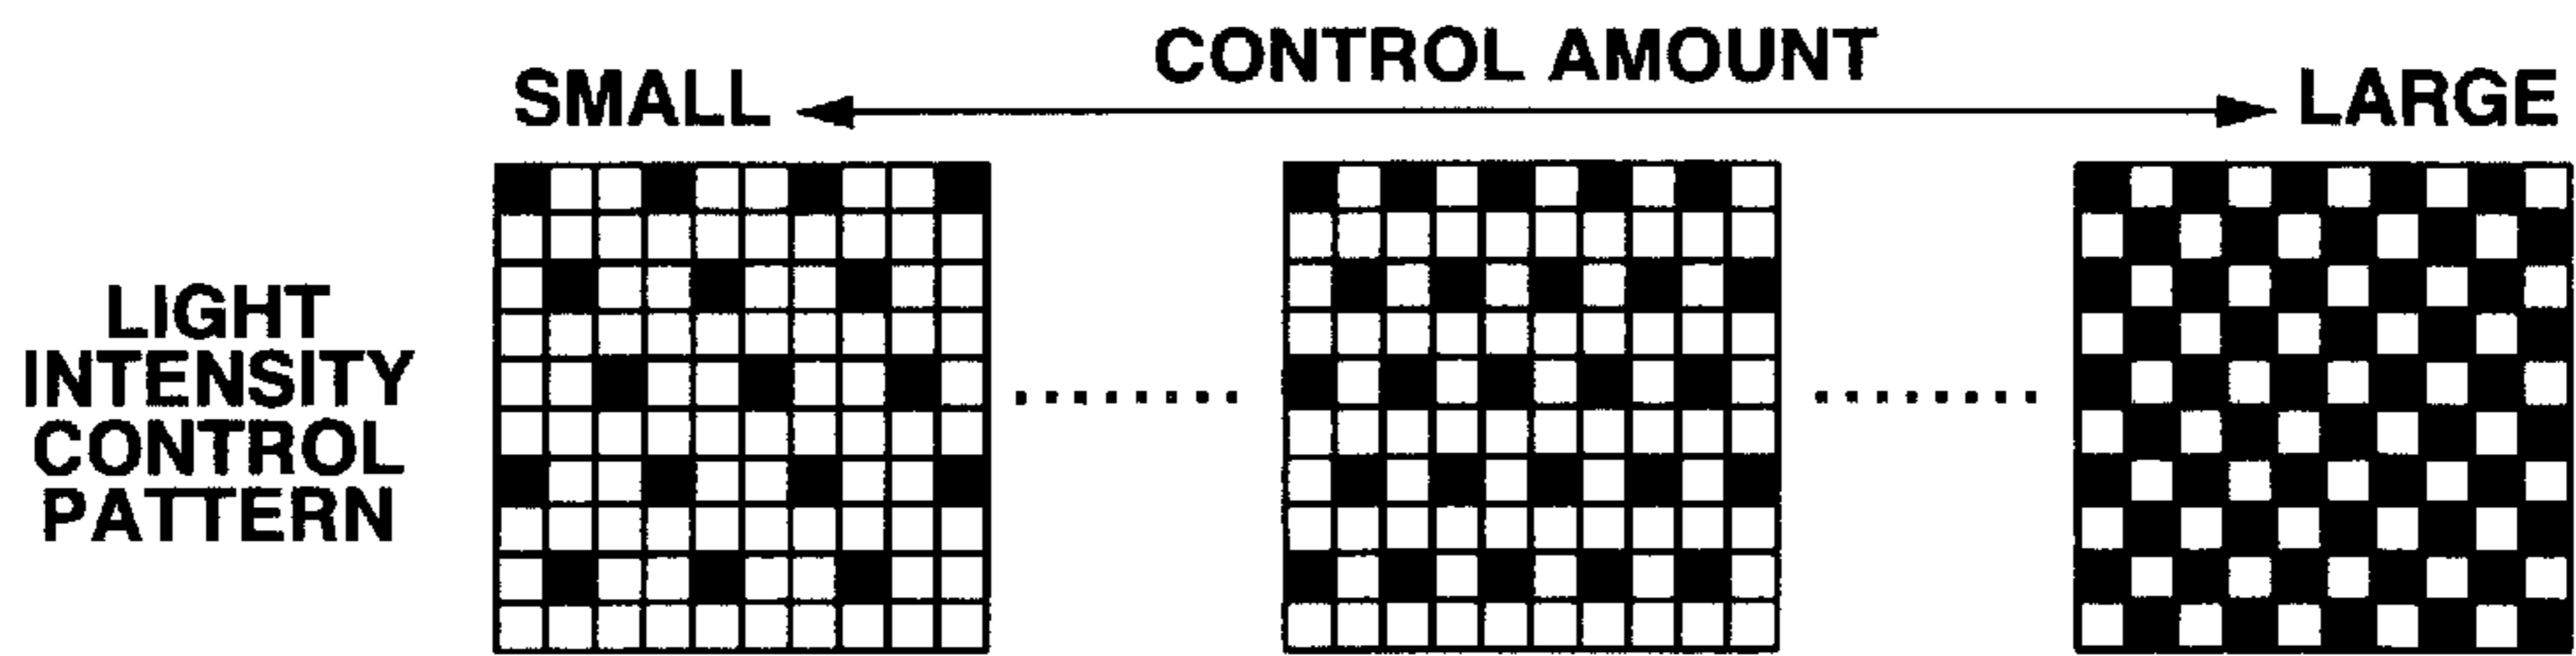 CONTROL AMOUNT
SMALL
LARGE
LIGHT
INTENSITY
CONTROL
PATTERN